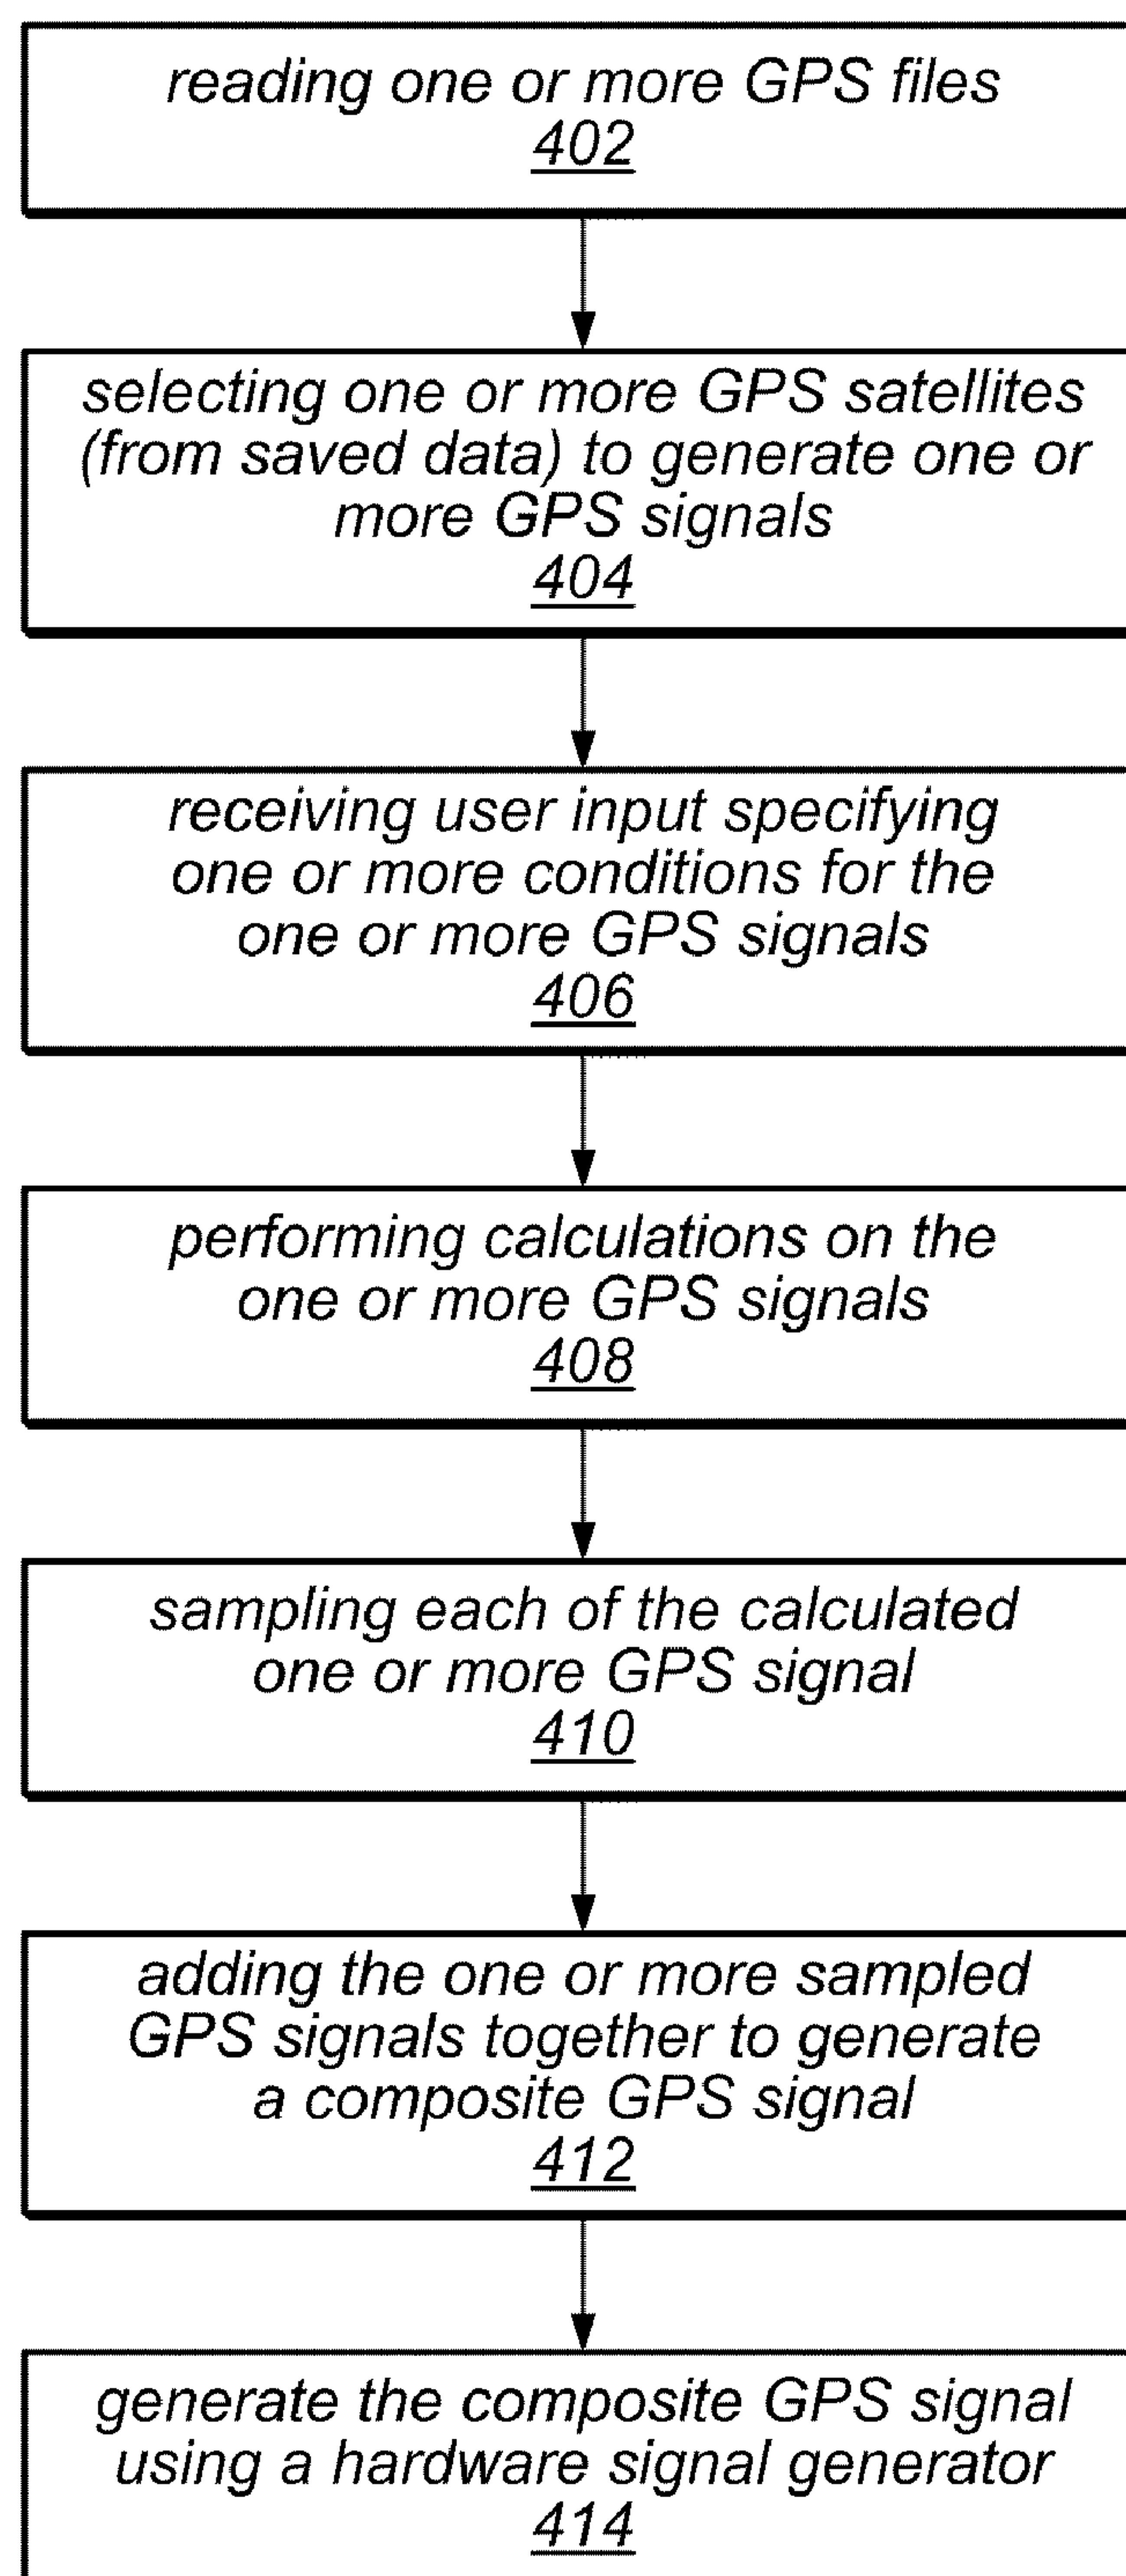 reading one or more GPS files
402
selecting one or more GPS satellites
(from saved data) to generate one or
more GPS signals
404
receiving user input specifying
one or more conditions for the
one or more GPS signals
406
performing calculations on the
one or more GPS signals
408
sampling each of the calculated
one or more GPS signal
410
adding the one or more sampled
GPS signals together to generate
a composite GPS signal
412
generate the composite GPS signal
using a hardware signal generator
414